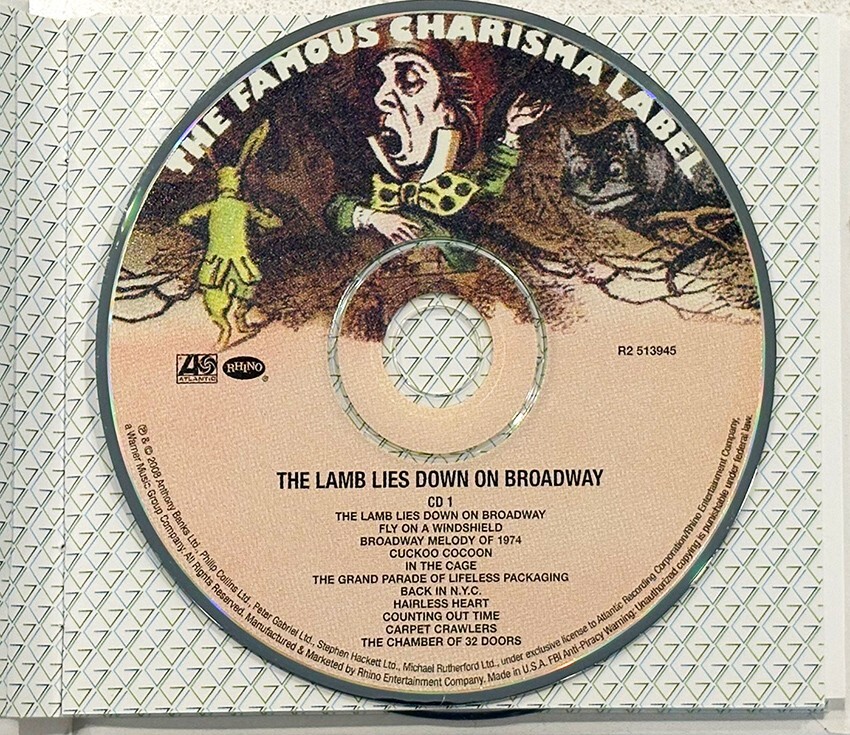 THE FAMOUS CHARISMA LABEL
ATLANTIC
RHINO
®
R2 513945
THE LAMB LIES DOWN ON BROADWAY
CD 1
THE LAMB LIES DOWN ON BROADWAY
FLY ON A WINDSHIELD
BROADWAY MELODY OF 1974
CUCKOO COCOON
IN THE CAGE
THE GRAND PARADE OF LIFELESS PACKAGING
BACK IN N.Y.C.
HAIRLESS HEART
COUNTING OUT TIME
CARPET CRAWLERS
THE CHAMBER OF 32 DOORS
℗ & © 2008 Anthony Banks Ltd., Philip Collins Ltd., Peter Gabriel Ltd., Stephen Hackett Ltd., Michael Rutherford Ltd., under exclusive license to Atlantic Recording Corporation/Rhino Entertainment Company,
a Warner Music Group Company. All Rights Reserved. Manufactured & Marketed by Rhino Entertainment Company. Made in U.S.A. FBI Anti-Piracy Warning: Unauthorized copying is punishable under federal law.